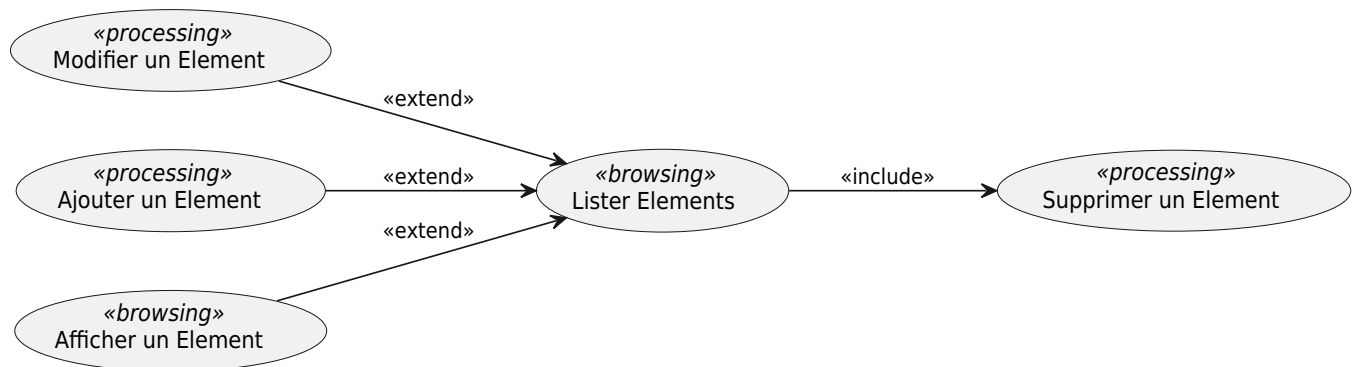 «processing»
Modifier un Element
«extend»
«processing»
Ajouter un Element
«extend»
«browsing»
Lister Elements
«include»
«processing»
Supprimer un Element
«extend»
«browsing»
Afficher un Element